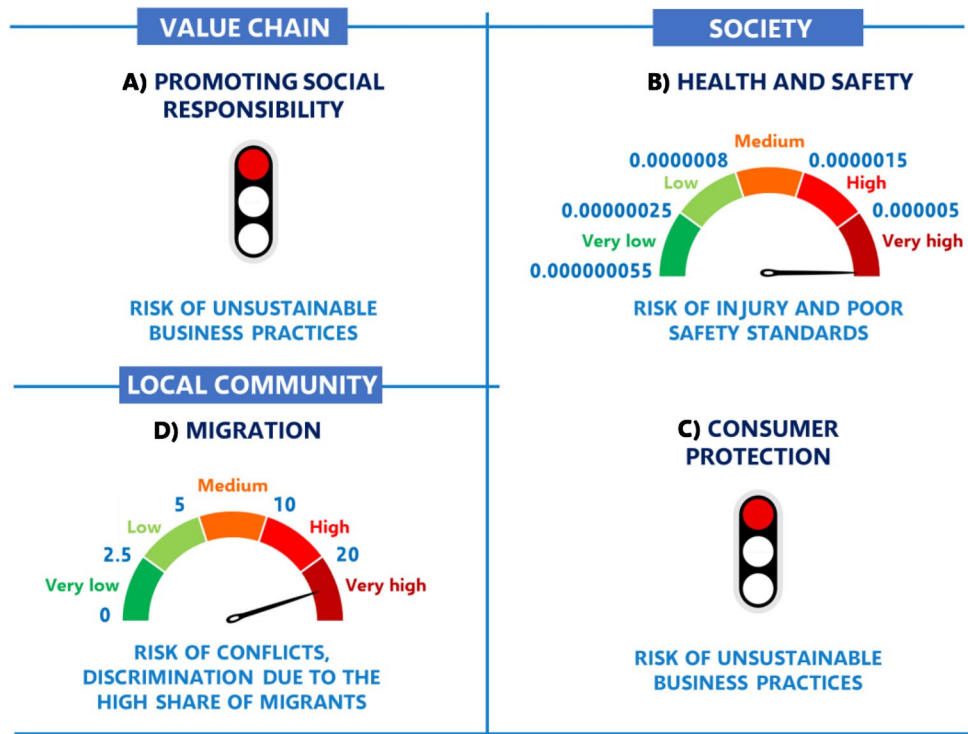 VALUE CHAIN
A) PROMOTING SOCIAL
RESPONSIBILITY
RISK OF UNSUSTAINABLE
BUSINESS PRACTICES
SOCIETY
B) HEALTH AND SAFETY
Medium
0.0000008
0.0000015
Low
High
0.00000025
0.000005
Very low
Very high
0.000000055
RISK OF INJURY AND POOR
SAFETY STANDARDS
LOCAL COMMUNITY
D) MIGRATION
Medium
5
10
Low
High
2.5
20
Very low
Very high
0
RISK OF CONFLICTS,
DISCRIMINATION DUE TO THE
HIGH SHARE OF MIGRANTS
C) CONSUMER
PROTECTION
RISK OF UNSUSTAINABLE
BUSINESS PRACTICES